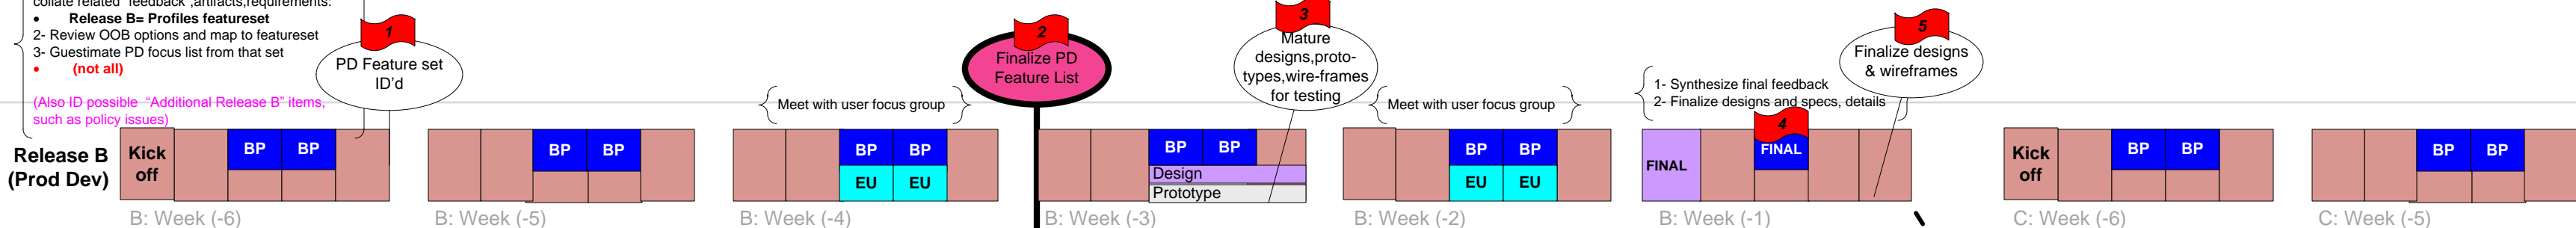 collate related "feedback",artifacts,requirements:
• Release B= Profiles featureset
2- Review OOB options and map to featureset
3- Guestimate PD focus list from that set
• (not all)
(Also ID possible "Additional Release B" items,
such as policy issues)
1
PD Feature set
ID'd
Meet with user focus group
2
Finalize PD
Feature List
3
Mature
designs,proto-
types,wire-frames
for testing
Meet with user focus group
1- Synthesize final feedback
2- Finalize designs and specs, details
4
5
Finalize designs
& wireframes
Release B
(Prod Dev)
Kick
off
BP BP
BP BP
BP BP
EU EU
BP BP
Design
Prototype
BP BP
EU EU
FINAL
FINAL
Kick
off
BP BP
BP BP
B: Week (-6)
B: Week (-5)
B: Week (-4)
B: Week (-3)
B: Week (-2)
B: Week (-1)
C: Week (-6)
C: Week (-5)